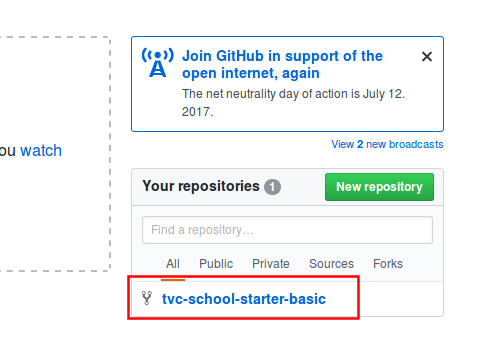 Join GitHub in support of the
open internet, again
The net neutrality day of action is July 12.
2017.
ou watch
View 2 new broadcasts
Your repositories 1
New repository
Find a repository…
All Public Private Sources Forks
tvc-school-starter-basic